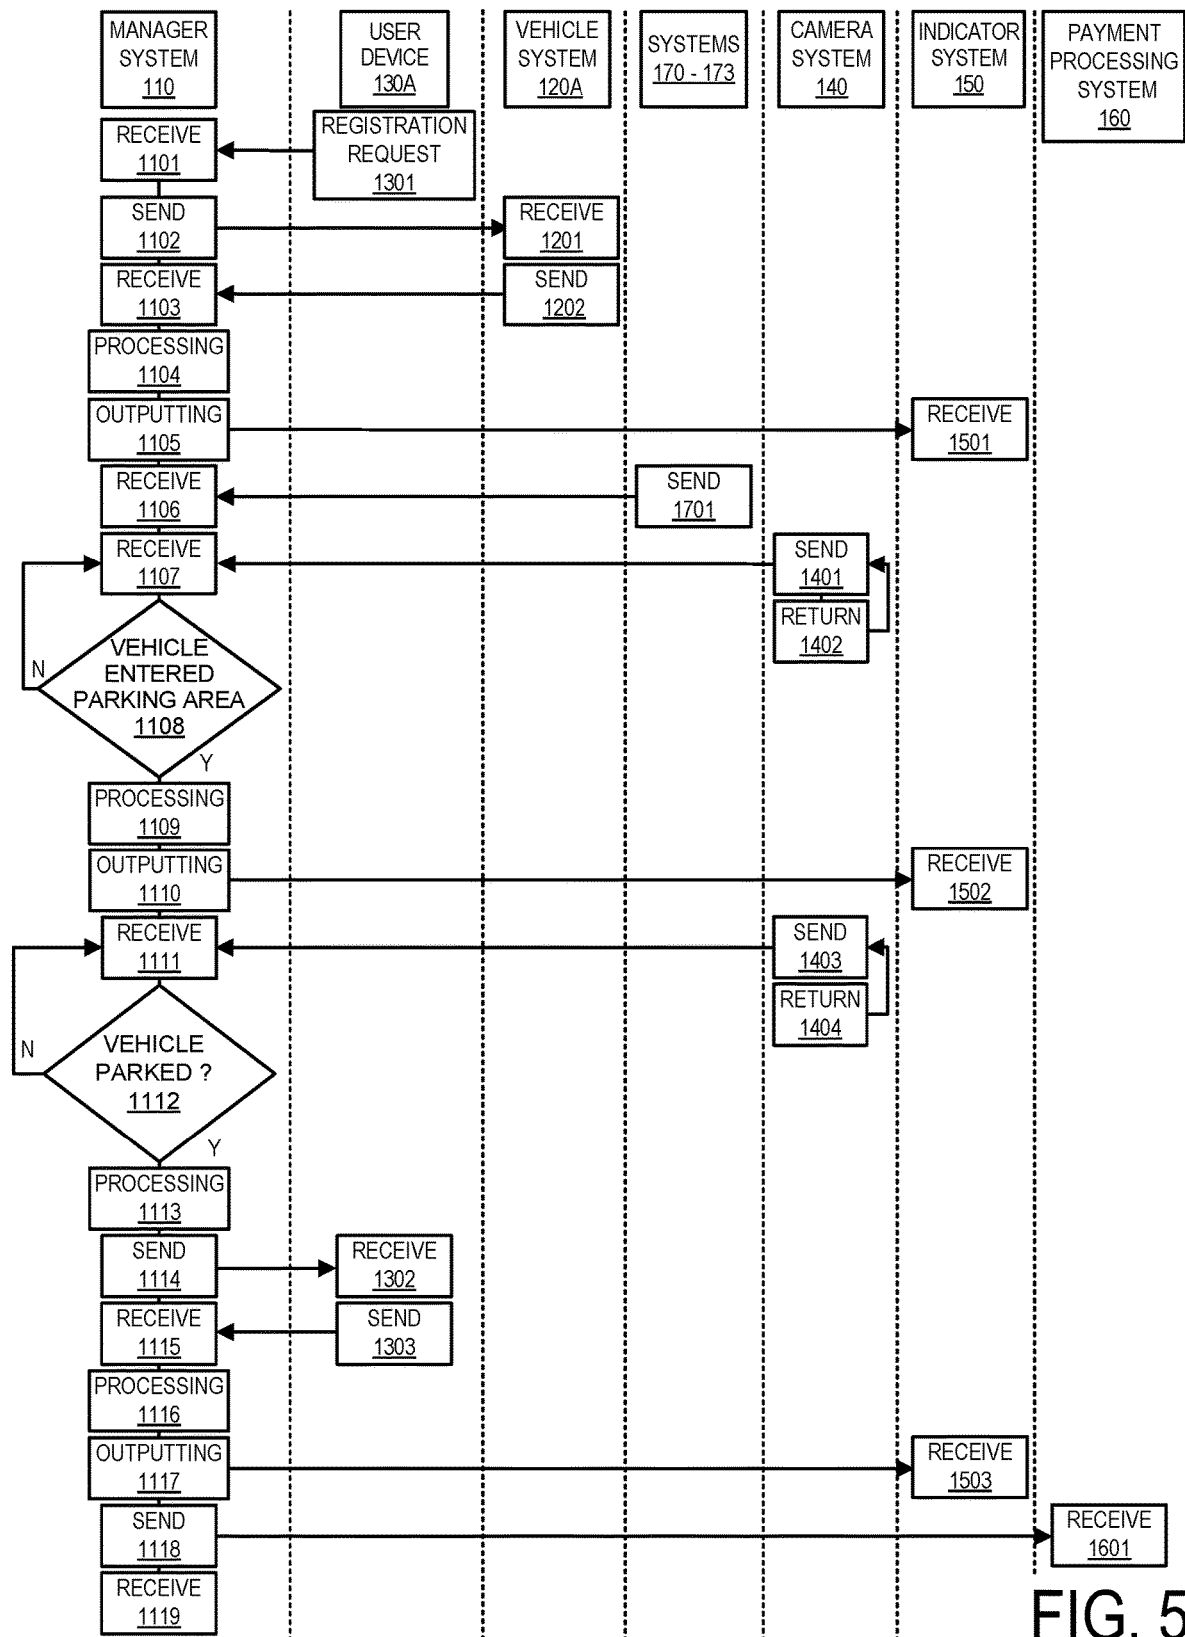 MANAGER
SYSTEM
110
USER
DEVICE
130A
VEHICLE
SYSTEM
120A
SYSTEMS
170 - 173
CAMERA
SYSTEM
140
INDICATOR
SYSTEM
150
PAYMENT
PROCESSING
SYSTEM
160
RECEIVE
1101
REGISTRATION
REQUEST
1301
SEND
1102
RECEIVE
1201
RECEIVE
1103
SEND
1202
PROCESSING
1104
OUTPUTTING
1105
RECEIVE
1501
RECEIVE
1106
SEND
1701
RECEIVE
1107
SEND
1401
RETURN
1402
N
VEHICLE
ENTERED
PARKING AREA
1108
Y
PROCESSING
1109
OUTPUTTING
1110
RECEIVE
1502
RECEIVE
1111
SEND
1403
RETURN
1404
N
VEHICLE
PARKED ?
1112
Y
PROCESSING
1113
SEND
1114
RECEIVE
1302
RECEIVE
1115
SEND
1303
PROCESSING
1116
OUTPUTTING
1117
RECEIVE
1503
SEND
1118
RECEIVE
1601
RECEIVE
1119
FIG. 5